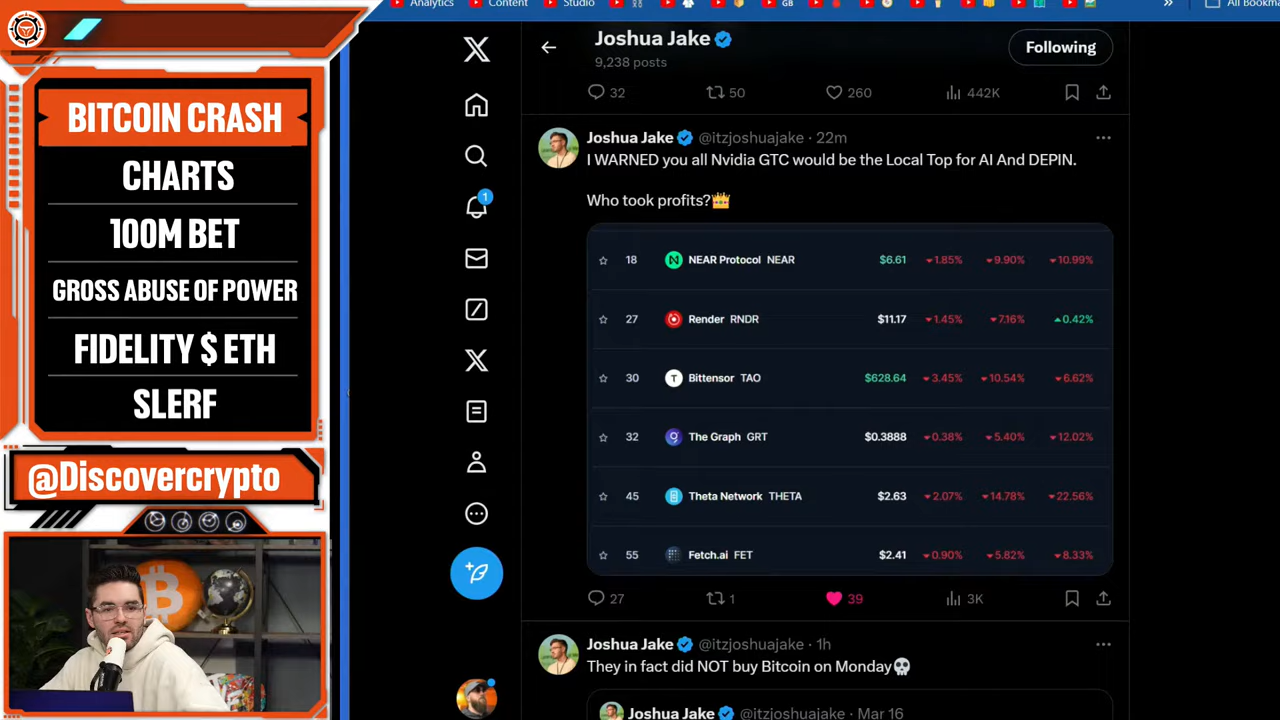 Analytics
Content
Studio
GB
»
All Bookma
BITCOIN CRASH
CHARTS
100M BET
GROSS ABUSE OF POWER
FIDELITY $ ETH
SLERF
@Discovercrypto
1
Joshua Jake
9,238 posts
Following
32 50 260 442K
Joshua Jake @itzjoshuajake · 22m
I WARNED you all Nvidia GTC would be the Local Top for AI And DEPIN.
Who took profits?👑
18 NEAR Protocol NEAR $6.61 ▾1.85% ▾9.90% ▾10.99%
27 Render RNDR $11.17 ▾1.45% ▾7.16% ▴0.42%
30 Bittensor TAO $628.64 ▾3.45% ▾10.54% ▾6.62%
32 The Graph GRT $0.3888 ▾0.38% ▾5.40% ▾12.02%
45 Theta Network THETA $2.63 ▾2.07% ▾14.78% ▾22.56%
55 Fetch.ai FET $2.41 ▾0.90% ▾5.82% ▾8.33%
27 1 39 3K
Joshua Jake @itzjoshuajake · 1h
They in fact did NOT buy Bitcoin on Monday💀
Joshua Jake @itzjoshuajake · Mar 16